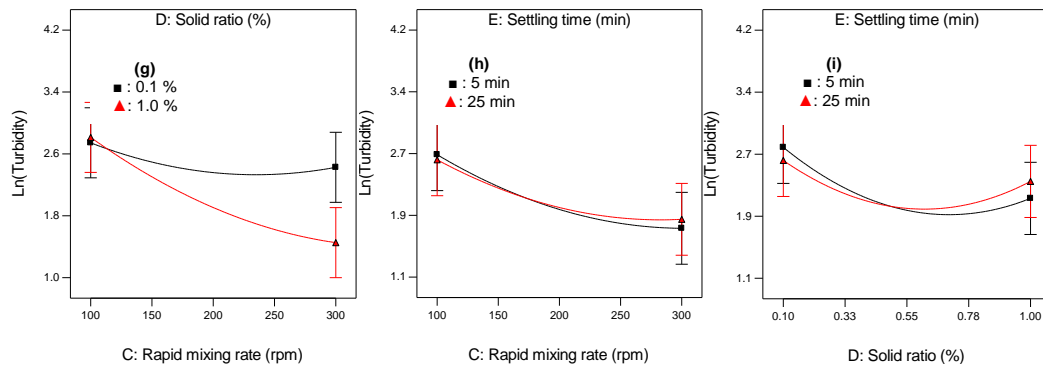 D: Solid ratio (%)
(g)
: 0.1 %
: 1.0 %
Ln(Turbidity)
4.2
3.4
2.6
1.8
1.0
100
150
200
250
300
C: Rapid mixing rate (rpm)
E: Settling time (min)
(h)
: 5 min
: 25 min
Ln(Turbidity)
4.2
3.4
2.7
1.9
1.1
100
150
200
250
300
C: Rapid mixing rate (rpm)
E: Settling time (min)
(i)
: 5 min
: 25 min
Ln(Turbidity)
4.2
3.4
2.7
1.9
1.1
0.10
0.33
0.55
0.78
1.00
D: Solid ratio (%)